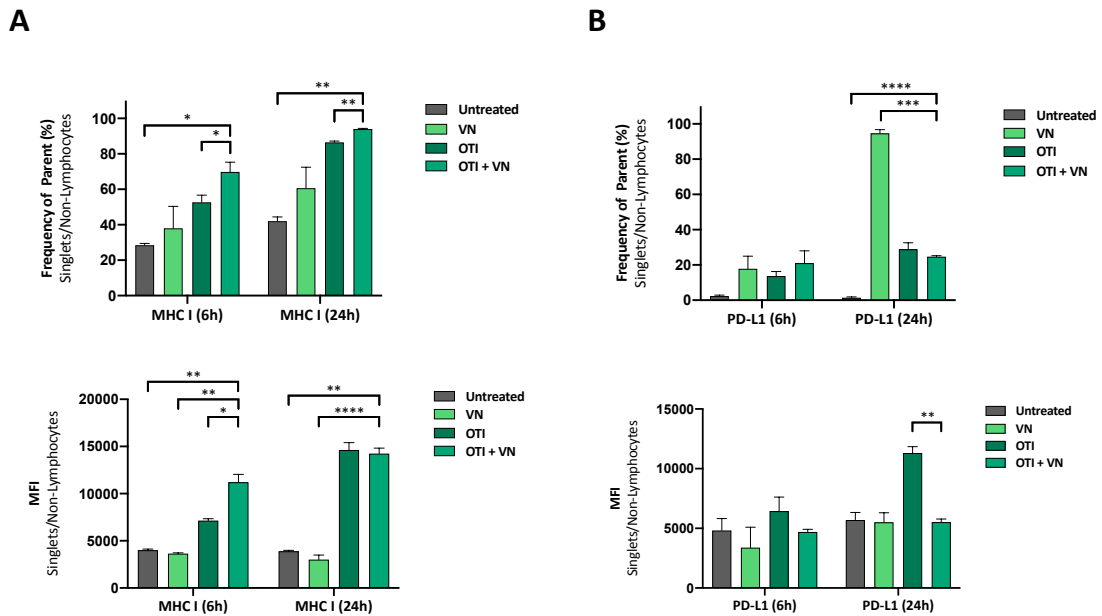 A
Frequency of Parent (%)
Singlets/Non-Lymphocytes
100
80
60
40
20
0
**
**
*
*
MHC I (6h)
MHC I (24h)
Untreated
VN
OTI
OTI + VN
MFI
Singlets/Non-Lymphocytes
20000
15000
10000
5000
0
**
**
*
**
****
MHC I (6h)
MHC I (24h)
Untreated
VN
OTI
OTI + VN
B
Frequency of Parent (%)
Singlets/Non-Lymphocytes
100
80
60
40
20
0
****
***
PD-L1 (6h)
PD-L1 (24h)
Untreated
VN
OTI
OTI + VN
MFI
Singlets/Non-Lymphocytes
15000
10000
5000
0
**
PD-L1 (6h)
PD-L1 (24h)
Untreated
VN
OTI
OTI + VN